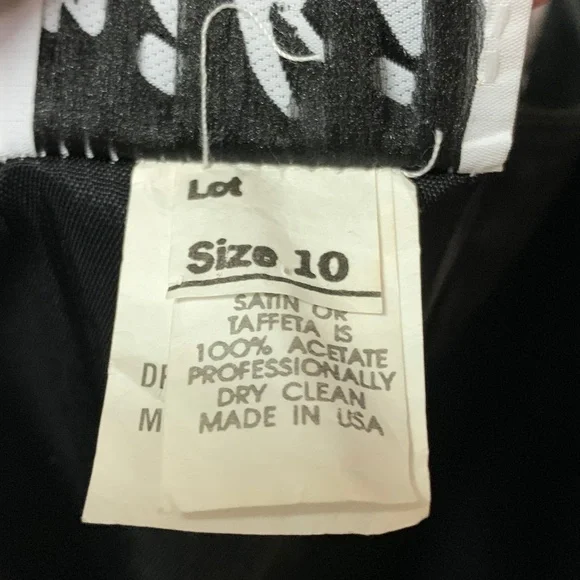 Lot
Size 10
SATIN OR
TAFFETA IS
100% ACETATE
PROFESSIONALLY
DRY CLEAN
MADE IN USA